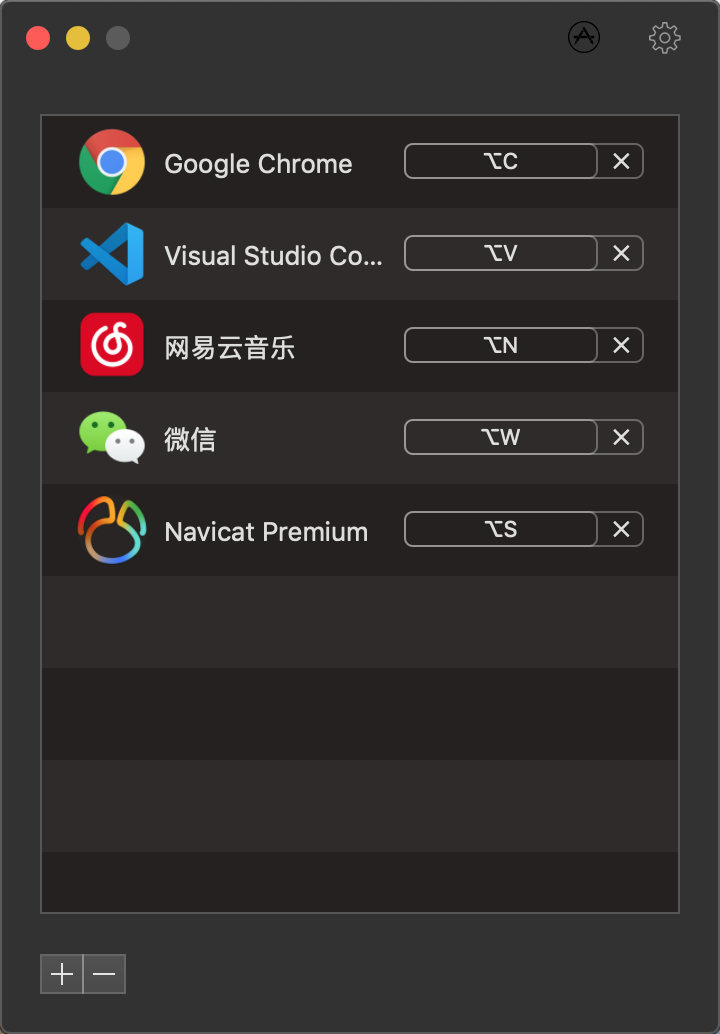 Google Chrome ⌥C ×
Visual Studio Co... ⌥V ×
网易云音乐 ⌥N ×
微信 ⌥W ×
Navicat Premium ⌥S ×